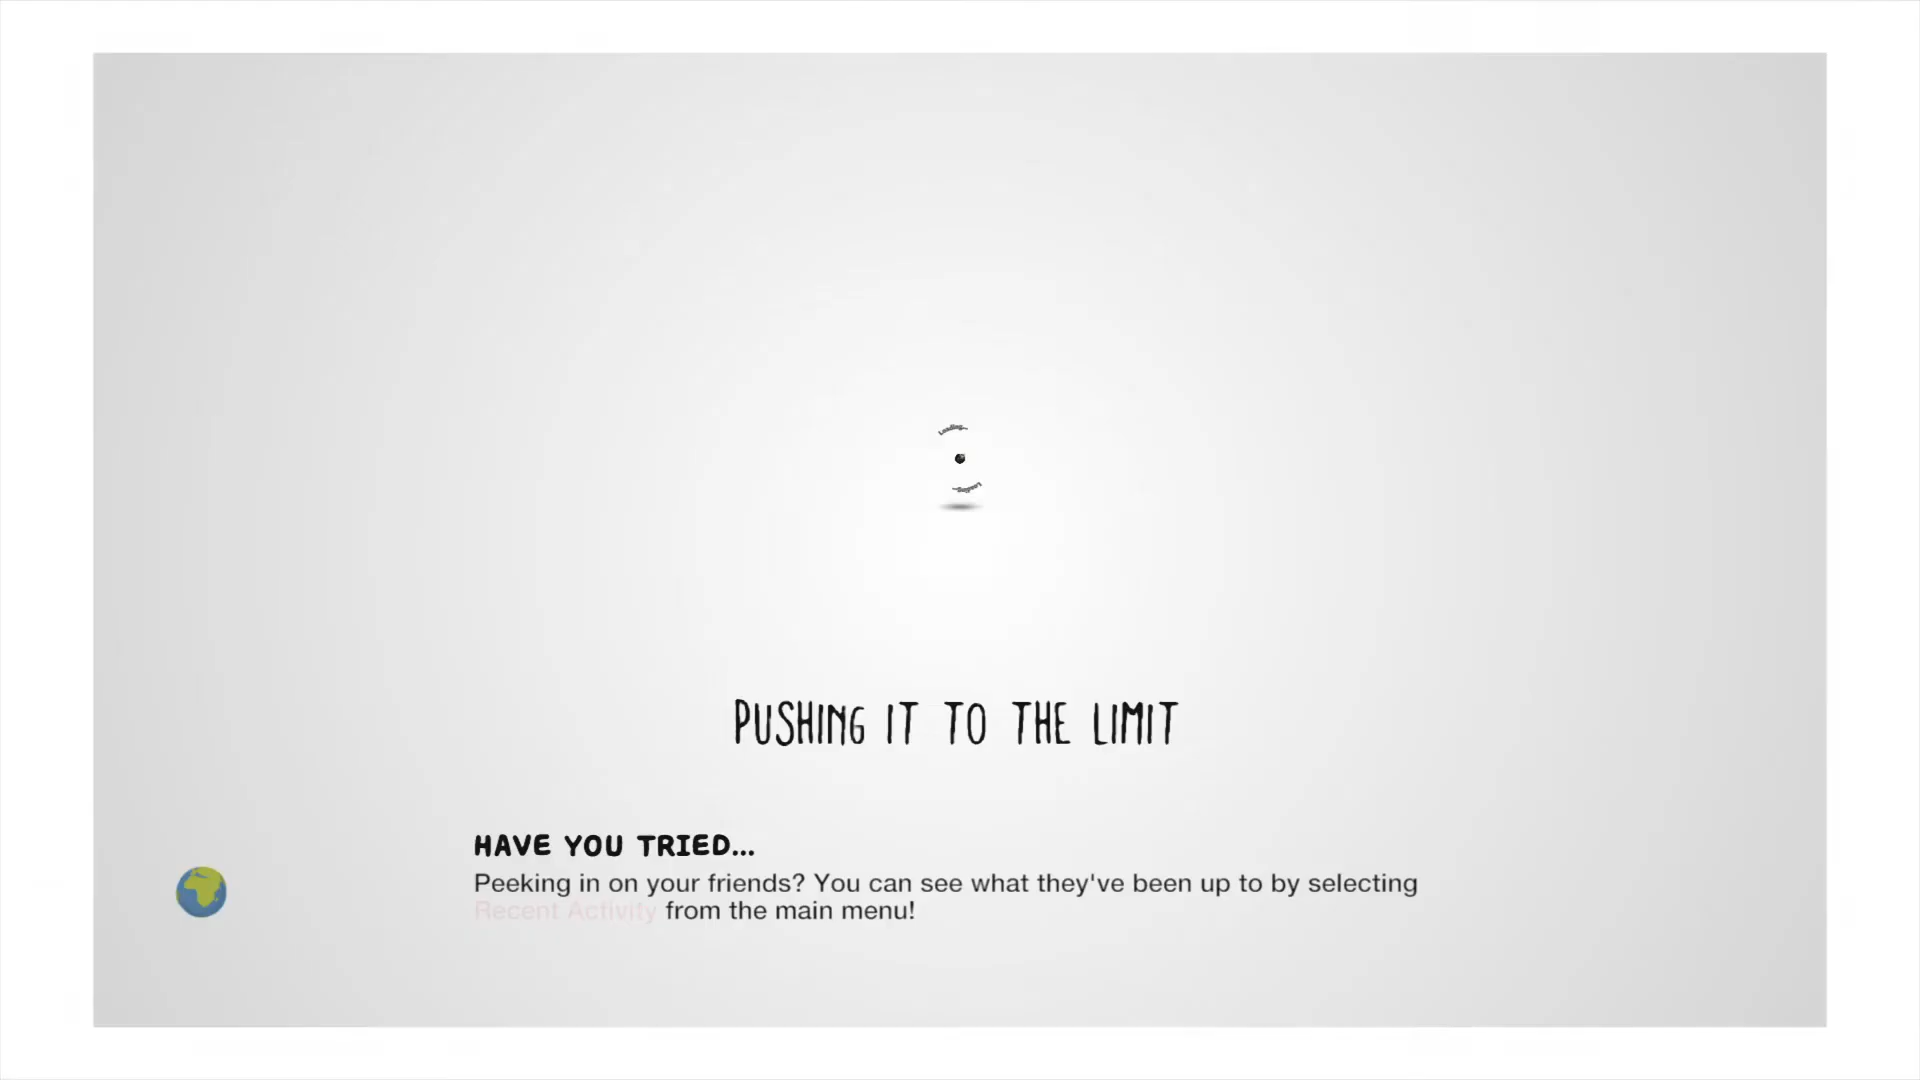 PUSHING IT TO THE LIMIT
HAVE YOU TRIED...
Peeking in on your friends? You can see what they've been up to by selecting
Recent Activity from the main menu!